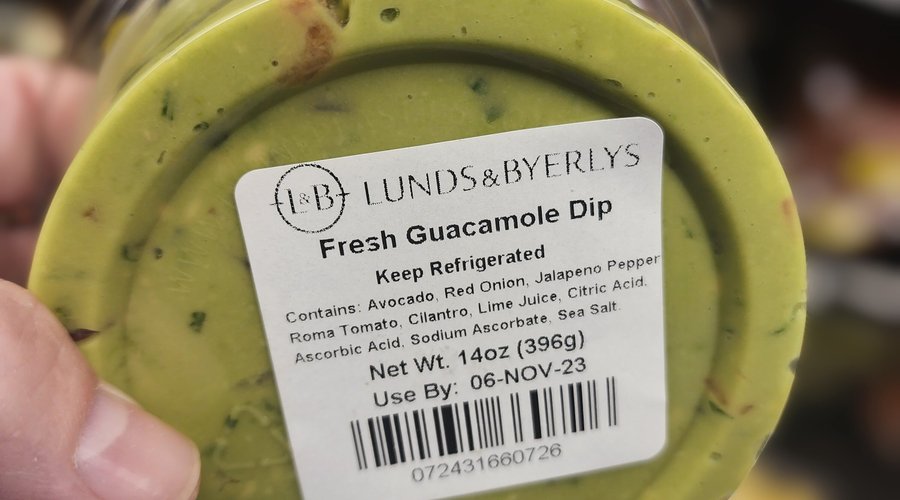 L&B LUNDS&BYERLYS
Fresh Guacamole Dip
Keep Refrigerated
Contains: Avocado, Red Onion, Jalapeno Pepper
Roma Tomato, Cilantro, Lime Juice, Citric Acid.
Ascorbic Acid, Sodium Ascorbate, Sea Salt.
Net Wt. 14oz (396g)
Use By: 06-NOV-23
072431660726